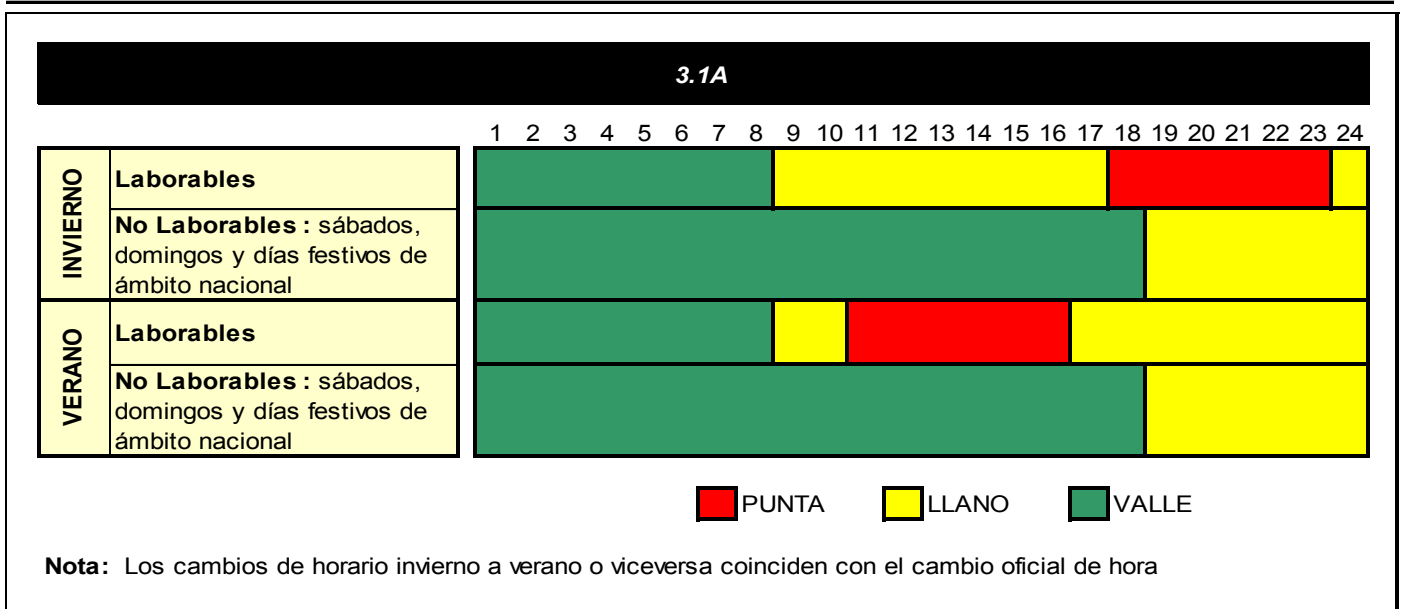 3.1A
1 2 3 4 5 6 7 8 9 10 11 12 13 14 15 16 17 18 19 20 21 22 23 24
INVIERNO
Laborables
No Laborables : sábados,
domingos y días festivos de
ámbito nacional
VERANO
Laborables
No Laborables : sábados,
domingos y días festivos de
ámbito nacional
PUNTA LLANO VALLE
Nota: Los cambios de horario invierno a verano o viceversa coinciden con el cambio oficial de hora